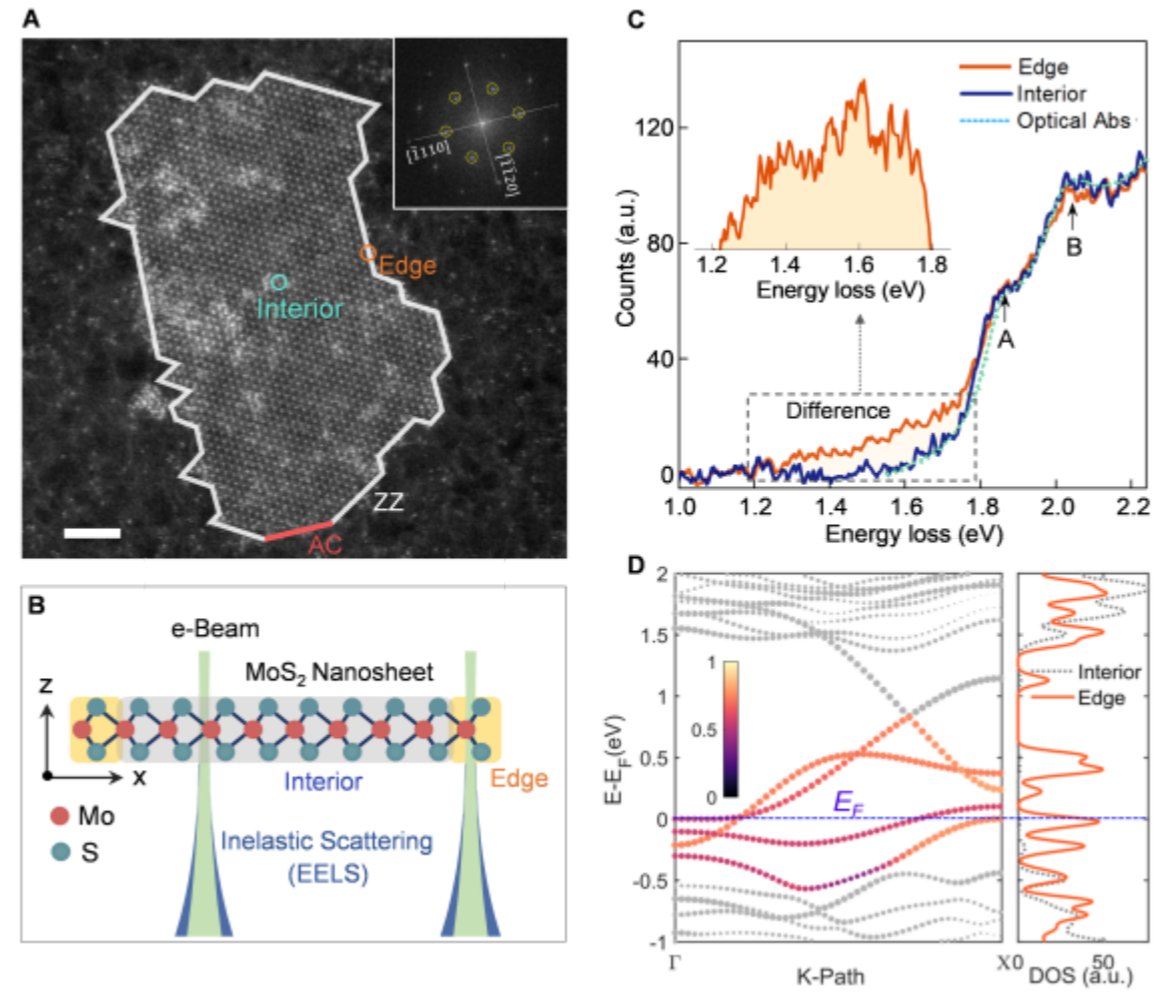 A
[1̄110]
[11̄20]
Edge
Interior
ZZ
AC
B
e-Beam
MoS2 Nanosheet
Z
X
Interior
Edge
Mo
S
Inelastic Scattering
(EELS)
C
Counts (a.u.)
120
80
40
0
Edge
Interior
Optical Abs
1.2
1.4
1.6
1.8
Energy loss (eV)
B
A
Difference
1.0
1.2
1.4
1.6
1.8
2.0
2.2
Energy loss (eV)
D
E-EF(eV)
2
1.5
1
0.5
0
-0.5
-1
1
0.5
0
EF
Γ
X
K-Path
Interior
Edge
0
50
DOS (a.u.)